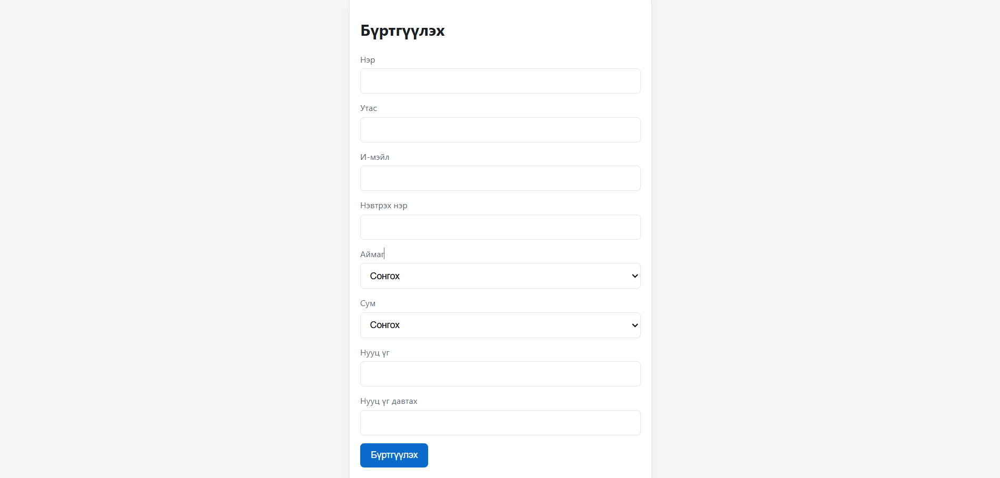 Бүртгүүлэх
Нэр
Утас
И-мэйл
Нэвтрэх нэр
Аймаг
Сонгох
Сум
Сонгох
Нууц үг
Нууц үг давтах
Бүртгүүлэх